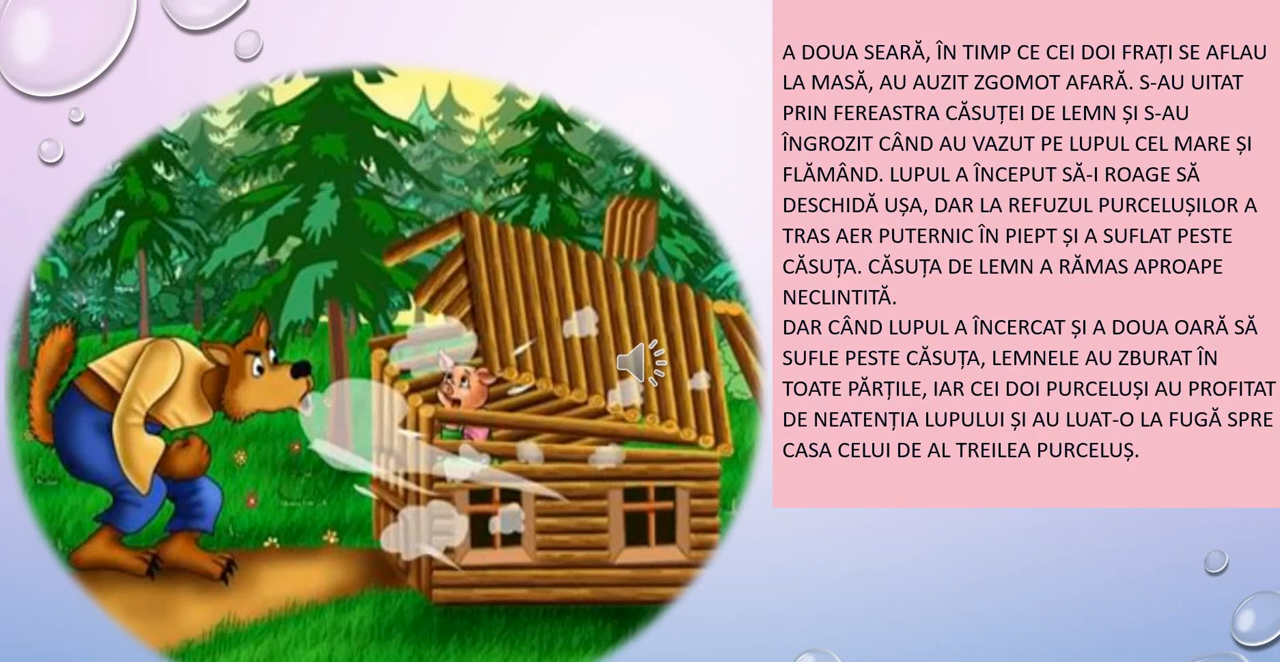 A DOUA SEARĂ, ÎN TIMP CE CEI DOI FRAȚI SE AFLAU
LA MASĂ, AU AUZIT ZGOMOT AFARĂ. S-AU UITAT
PRIN FEREASTRA CĂSUȚEI DE LEMN ȘI S-AU
ÎNGROZIT CÂND AU VAZUT PE LUPUL CEL MARE ȘI
FLĂMÂND. LUPUL A ÎNCEPUT SĂ-I ROAGE SĂ
DESCHIDĂ UȘA, DAR LA REFUZUL PURCELUȘILOR A
TRAS AER PUTERNIC ÎN PIEPT ȘI A SUFLAT PESTE
CĂSUȚA. CĂSUȚA DE LEMN A RĂMAS APROAPE
NECLINTITĂ.
DAR CÂND LUPUL A ÎNCERCAT ȘI A DOUA OARĂ SĂ
SUFLE PESTE CĂSUȚA, LEMNELE AU ZBURAT ÎN
TOATE PĂRȚILE, IAR CEI DOI PURCELUȘI AU PROFITAT
DE NEATENȚIA LUPULUI ȘI AU LUAT-O LA FUGĂ SPRE
CASA CELUI DE AL TREILEA PURCELUȘ.